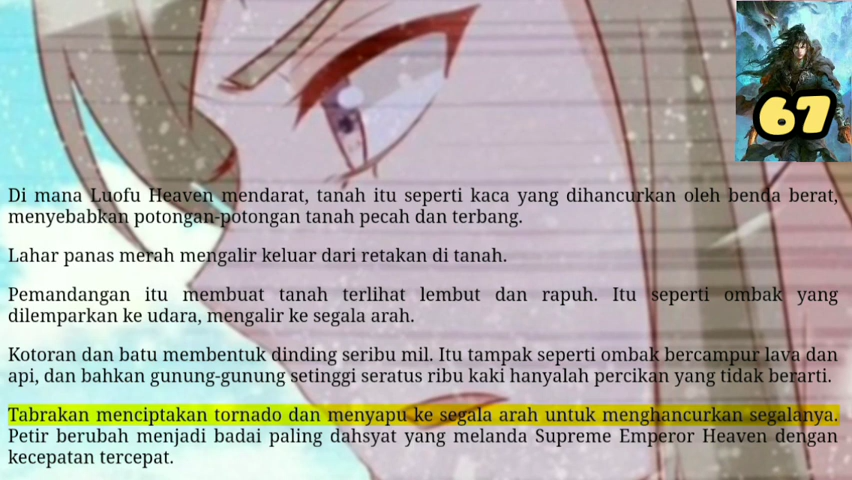 67
Di mana Luofu Heaven mendarat, tanah itu seperti kaca yang dihancurkan oleh benda berat,
menyebabkan potongan-potongan tanah pecah dan terbang.
Lahar panas merah mengalir keluar dari retakan di tanah.
Pemandangan itu membuat tanah terlihat lembut dan rapuh. Itu seperti ombak yang
dilemparkan ke udara, mengalir ke segala arah.
Kotoran dan batu membentuk dinding seribu mil. Itu tampak seperti ombak bercampur lava dan
api, dan bahkan gunung-gunung setinggi seratus ribu kaki hanyalah percikan yang tidak berarti.
Tabrakan menciptakan tornado dan menyapu ke segala arah untuk menghancurkan segalanya.
Petir berubah menjadi badai paling dahsyat yang melanda Supreme Emperor Heaven dengan
kecepatan tercepat.